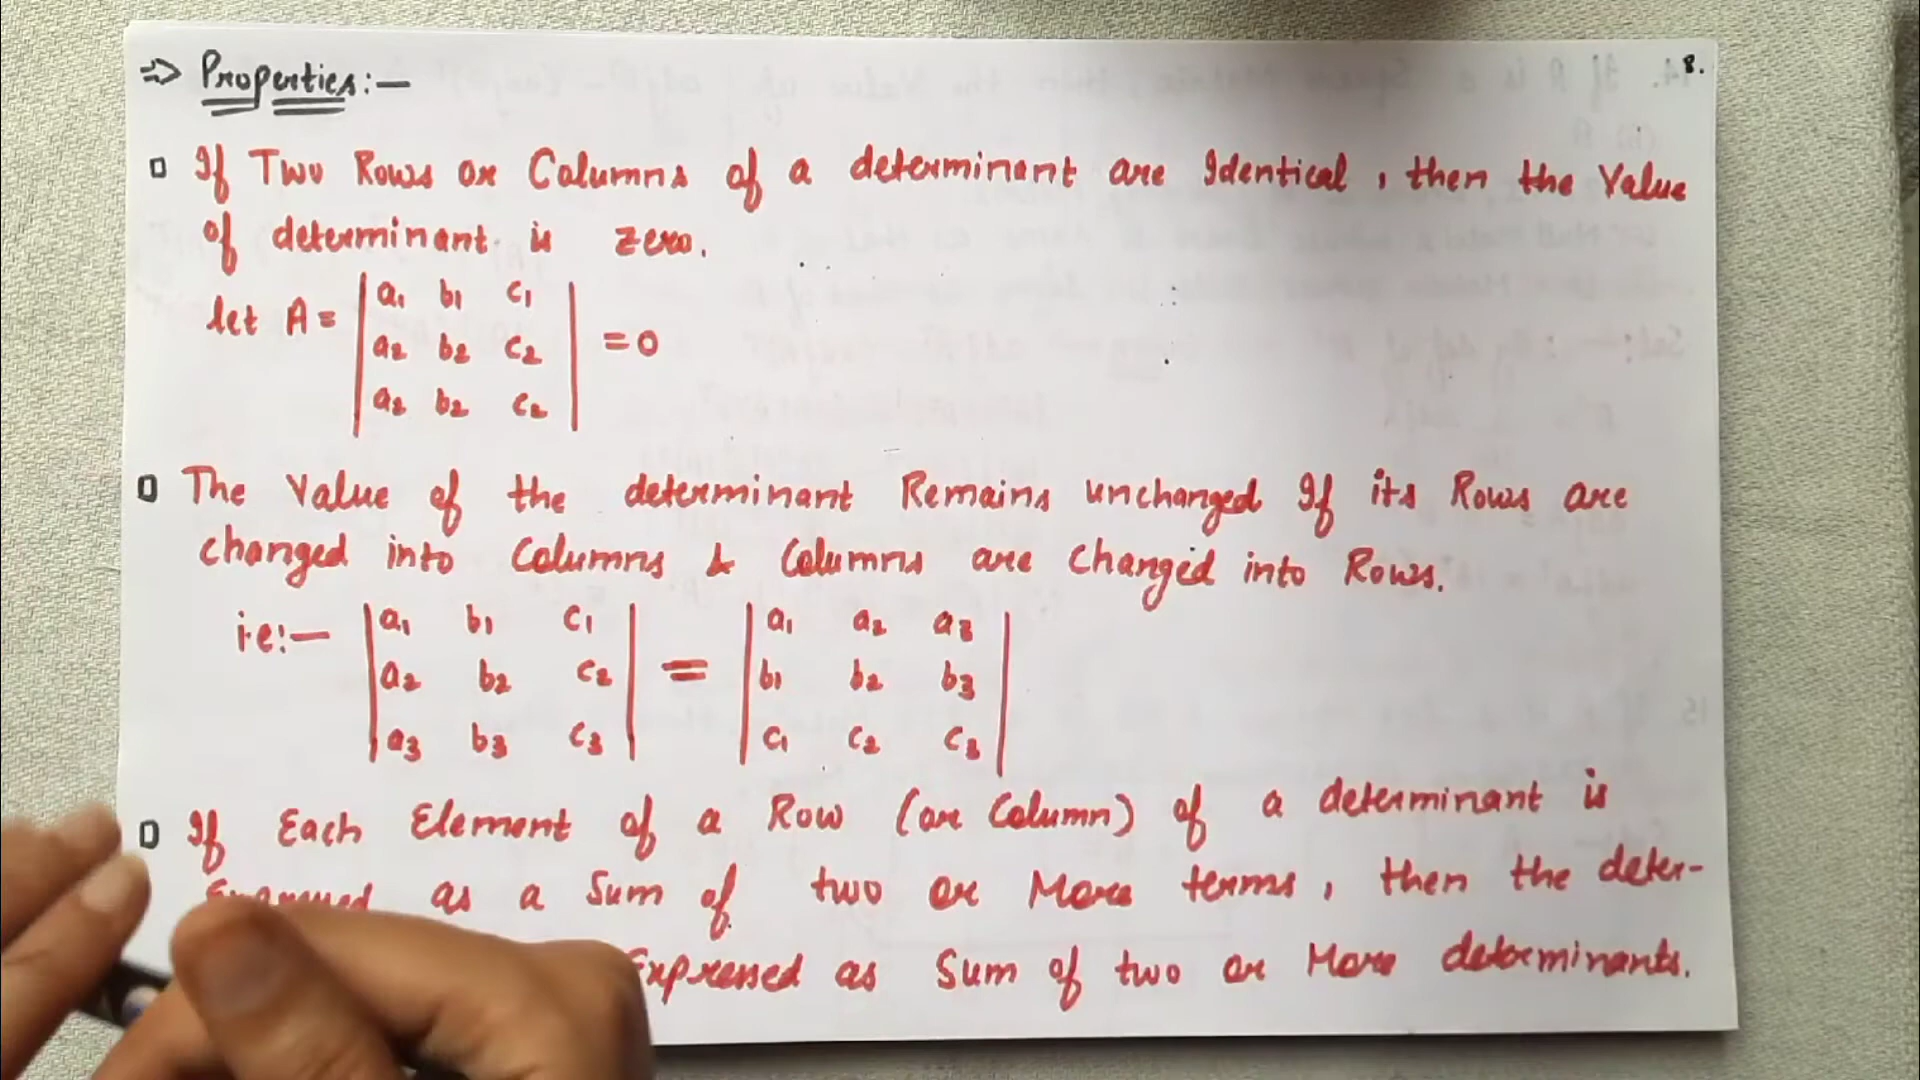 8.
⇒ Properties:—
If Two Rows or Columns of a determinant are Identical, then the Value
of determinant is zero.
let A = | a₁ b₁ c₁ |
| a₂ b₂ c₂ | = 0
| a₂ b₂ c₂ |
The Value of the determinant Remains unchanged If its Rows are
changed into Columns & Columns are changed into Rows.
ie:— | a₁ b₁ c₁ | | a₁ a₂ a₃ |
| a₂ b₂ c₂ | = | b₁ b₂ b₃ |
| a₃ b₃ c₃ | | c₁ c₂ c₃ |
If Each Element of a Row (or Column) of a determinant is
as a Sum of two or More terms, then the deter-
Expressed as Sum of two or More determinants.